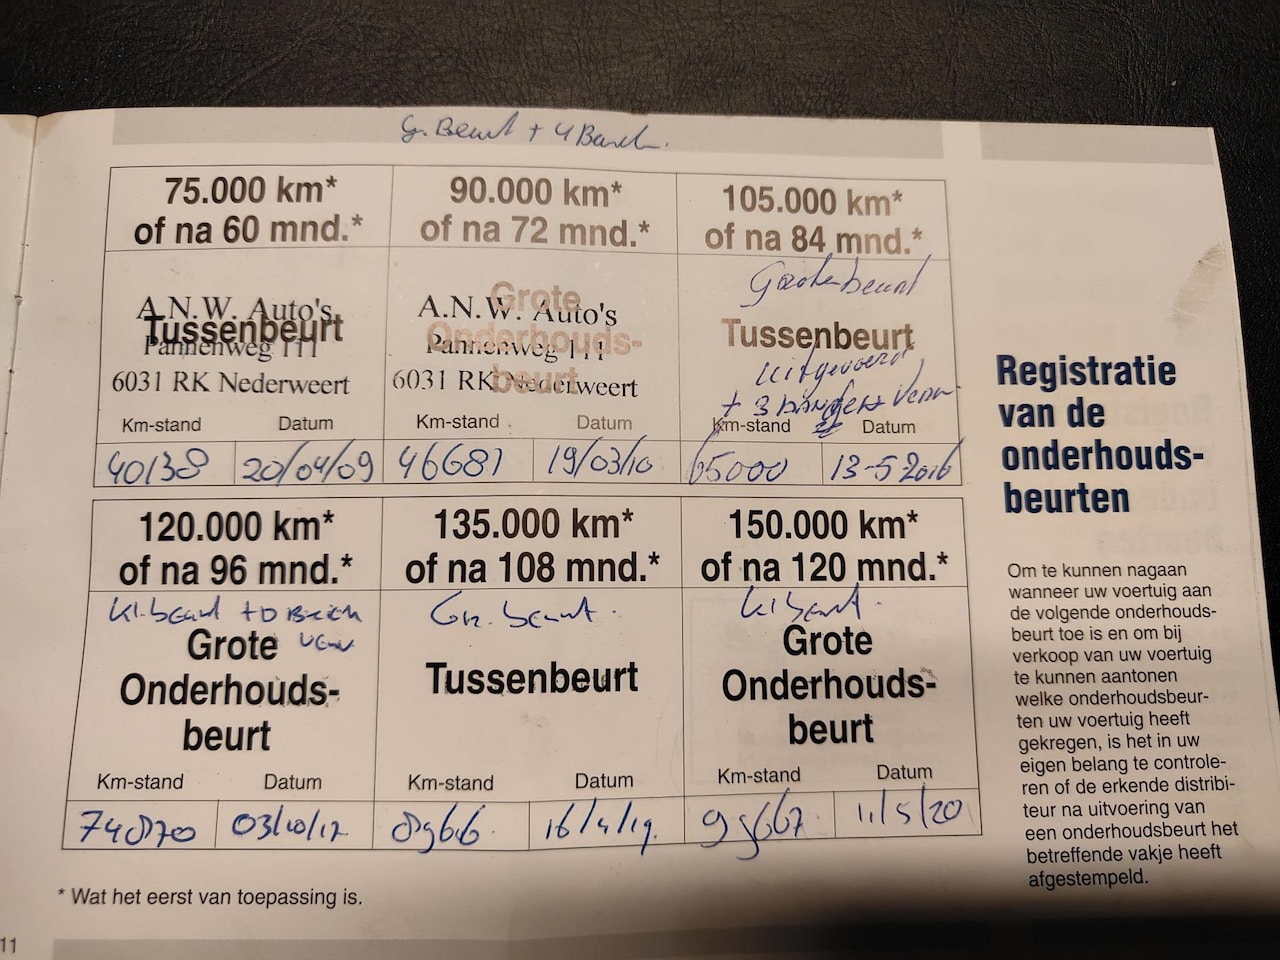 Gr. Beurt + 4 Band
75.000 km*
of na 60 mnd.*
A.N.W. Auto's
Tussenbeurt
Pannenweg 111
6031 RK Nederweert
Km-stand Datum
40138 20/04/09
90.000 km*
of na 72 mnd.*
Grote
A.N.W. Auto's
Onderhouds-
Pannenweg 111
beurt
6031 RK Nederweert
Km-stand Datum
46681 19/03/10
105.000 km*
of na 84 mnd.*
Grote beurt
Tussenbeurt
uitgevoerd
+ 3 banden
Km-stand Datum
65000 13-5-2016
120.000 km*
of na 96 mnd.*
Kl. beurt +
Grote
Onderhouds-
beurt
Km-stand Datum
74870 03/10/17
135.000 km*
of na 108 mnd.*
Gr. beurt.
Tussenbeurt
Km-stand Datum
89646 16/4/19.
150.000 km*
of na 120 mnd.*
Kl beurt.
Grote
Onderhouds-
beurt
Km-stand Datum
11/5/20
* Wat het eerst van toepassing is.
11
Registratie
van de
onderhouds-
beurten
Om te kunnen nagaan
wanneer uw voertuig aan
de volgende onderhouds-
beurt toe is en om bij
verkoop van uw voertuig
te kunnen aantonen
welke onderhoudsbeur-
ten uw voertuig heeft
gekregen, is het in uw
eigen belang te controle-
ren of de erkende distribi-
teur na uitvoering van
een onderhoudsbeurt het
betreffende vakje heeft
afgestempeld.